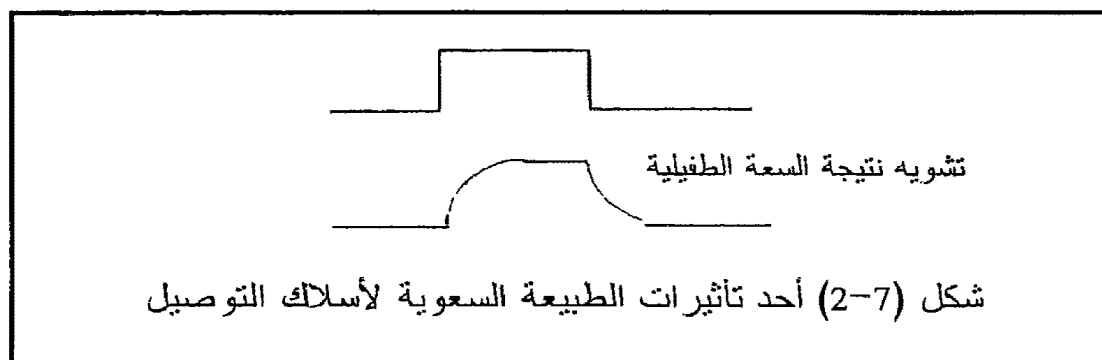 تشويه نتيجة السعة الطفيلية
شكل (7-2) أحد تأثيرات الطبيعة السعوية لأسلاك التوصيل